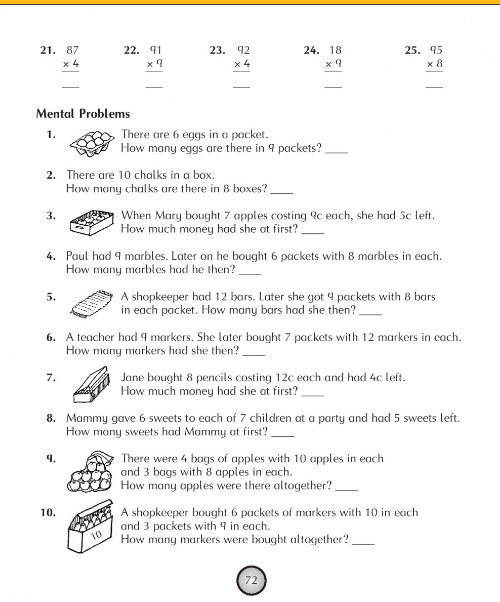 21. 87 22. 91 23. 92 24. 18 25. 95
x 4 x 9 x 4 x 9 x 8
Mental Problems
1. There are 6 eggs in a packet.
How many eggs are there in 9 packets? ____
2. There are 10 chalks in a box.
How many chalks are there in 8 boxes? ____
3. When Mary bought 7 apples costing 9c each, she had 5c left.
How much money had she at first? ____
4. Paul had 9 marbles. Later on he bought 6 packets with 8 marbles in each.
How many marbles had he then? ____
5. A shopkeeper had 12 bars. Later she got 9 packets with 8 bars
in each packet. How many bars had she then? ____
6. A teacher had 9 markers. She later bought 7 packets with 12 markers in each.
How many markers had she then? ____
7. Jane bought 8 pencils costing 12c each and had 4c left.
How much money had she at first? ____
8. Mammy gave 6 sweets to each of 7 children at a party and had 5 sweets left.
How many sweets had Mammy at first? ____
9. There were 4 bags of apples with 10 apples in each
and 3 bags with 8 apples in each.
How many apples were there altogether? ____
10. A shopkeeper bought 6 packets of markers with 10 in each
and 3 packets with 9 in each.
How many markers were bought altogether? ____
10
72